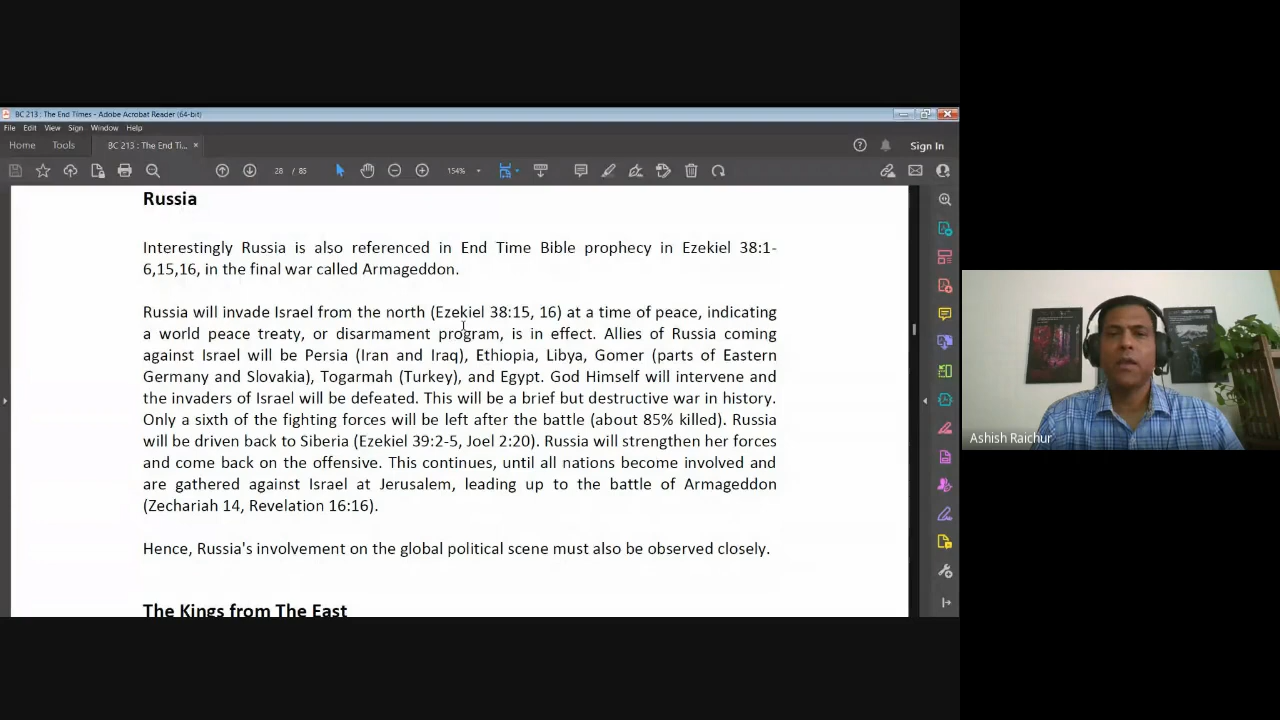 BC 213 : The End Times - Adobe Acrobat Reader (64-bit)
File Edit View Sign Window Help
Home Tools BC 213 : The End Ti... × Sign In
28 / 85 154%
Russia
Interestingly Russia is also referenced in End Time Bible prophecy in Ezekiel 38:1-
6,15,16, in the final war called Armageddon.
Russia will invade Israel from the north (Ezekiel 38:15, 16) at a time of peace, indicating
a world peace treaty, or disarmament program, is in effect. Allies of Russia coming
against Israel will be Persia (Iran and Iraq), Ethiopia, Libya, Gomer (parts of Eastern
Germany and Slovakia), Togarmah (Turkey), and Egypt. God Himself will intervene and
the invaders of Israel will be defeated. This will be a brief but destructive war in history.
Only a sixth of the fighting forces will be left after the battle (about 85% killed). Russia
will be driven back to Siberia (Ezekiel 39:2-5, Joel 2:20). Russia will strengthen her forces
and come back on the offensive. This continues, until all nations become involved and
are gathered against Israel at Jerusalem, leading up to the battle of Armageddon
(Zechariah 14, Revelation 16:16).
Hence, Russia's involvement on the global political scene must also be observed closely.
The Kings from The East
Ashish Raichur